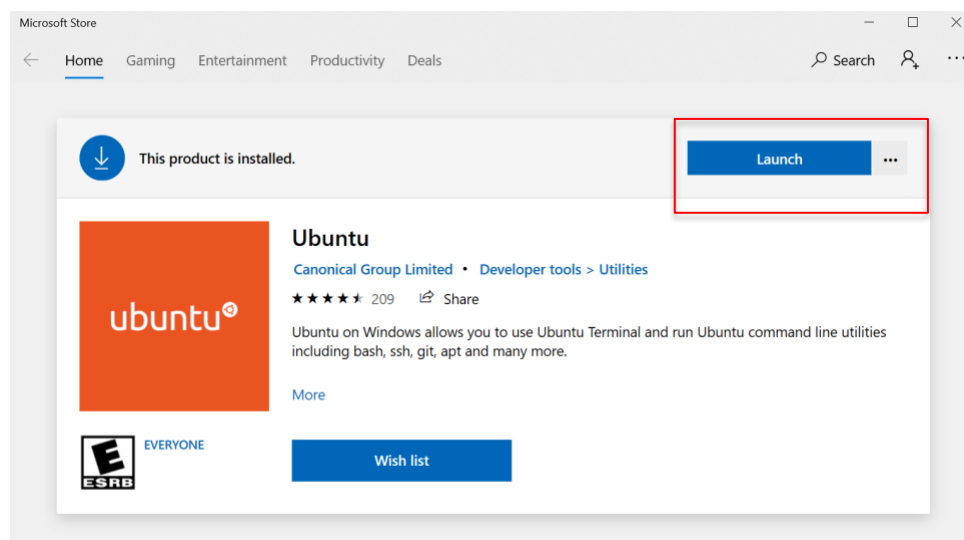 Microsoft Store
Home Gaming Entertainment Productivity Deals Search
This product is installed. Launch
Ubuntu
Canonical Group Limited • Developer tools > Utilities
209 Share
ubuntu
Ubuntu on Windows allows you to use Ubuntu Terminal and run Ubuntu command line utilities
including bash, ssh, git, apt and many more.
More
E
ESRB
EVERYONE
Wish list